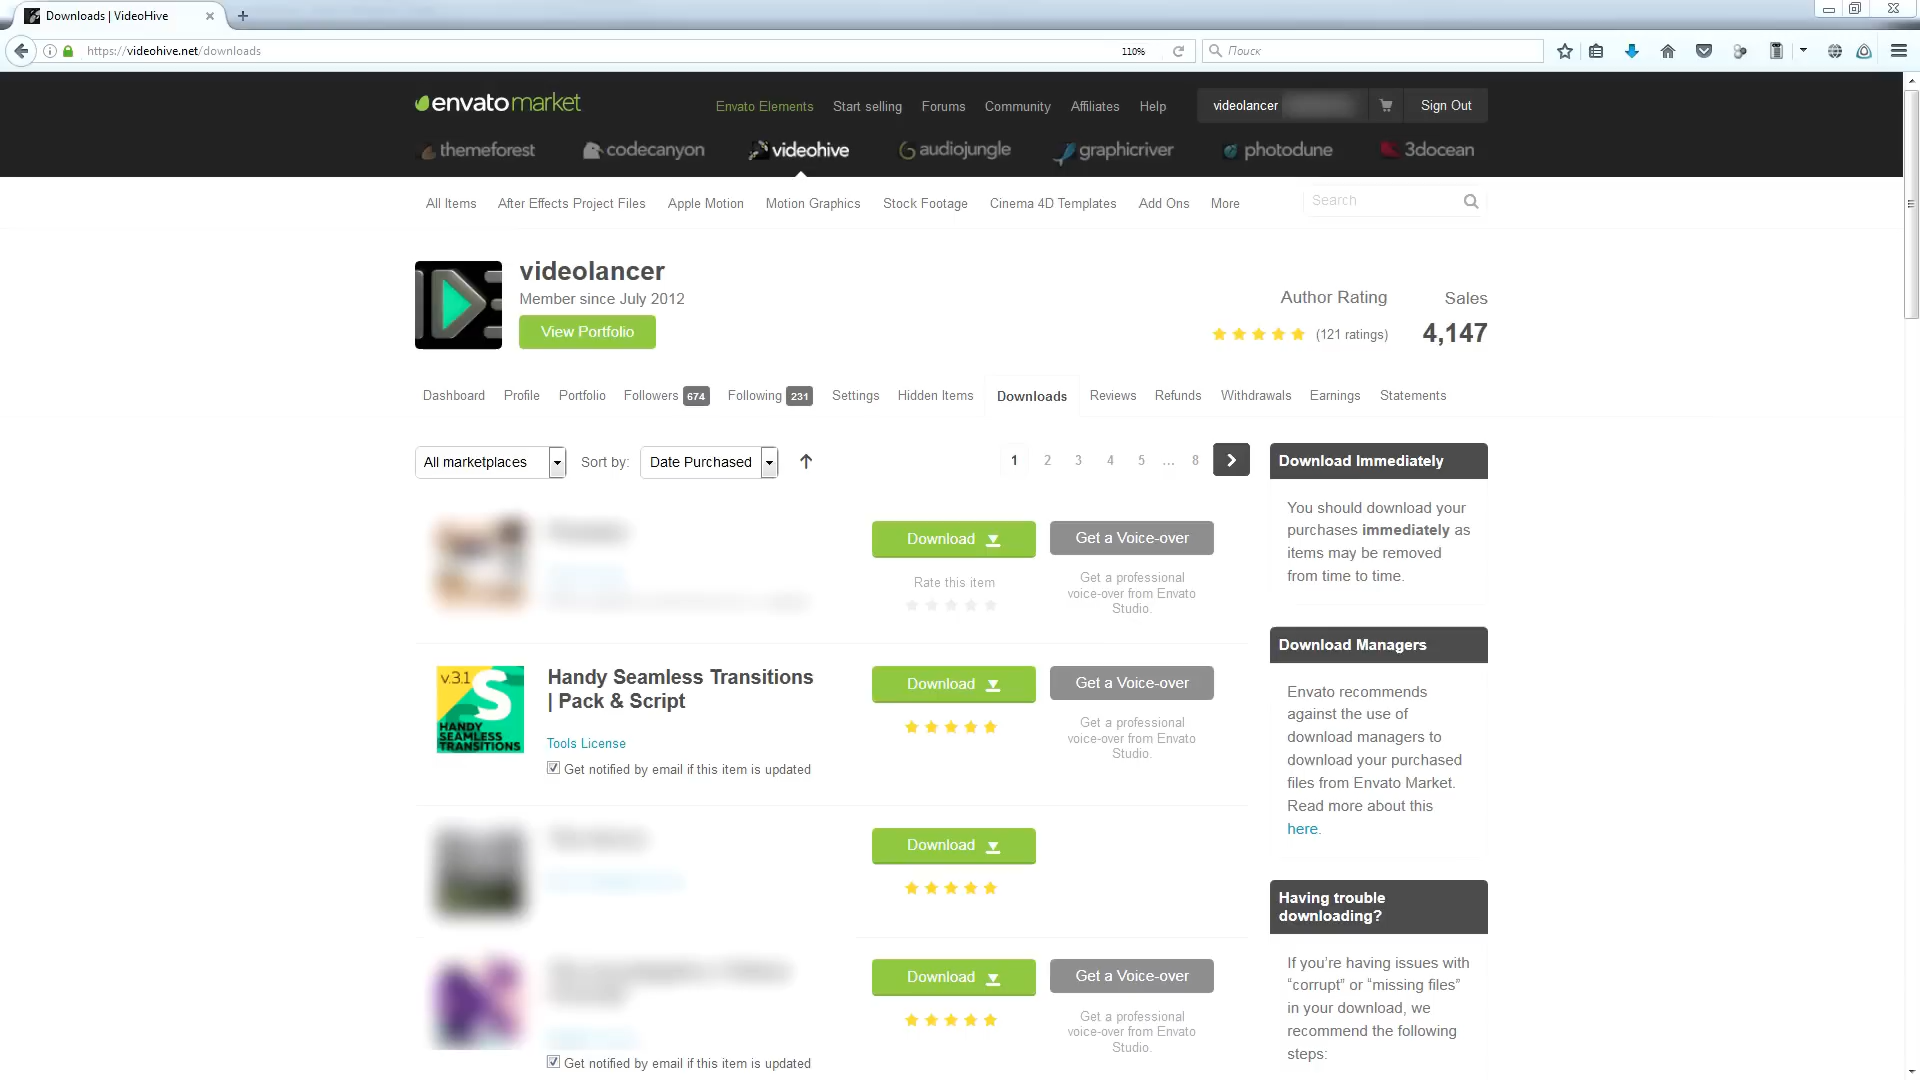 Downloads | VideoHive
https://videohive.net/downloads
110%
Поиск
envatomarket
Envato Elements
Start selling
Forums
Community
Affiliates
Help
videolancer
Sign Out
themeforest
codecanyon
videohive
audiojungle
graphicriver
photodune
3docean
All Items
After Effects Project Files
Apple Motion
Motion Graphics
Stock Footage
Cinema 4D Templates
Add Ons
More
Search
videolancer
Member since July 2012
View Portfolio
Author Rating
(121 ratings)
Sales
4,147
Dashboard
Profile
Portfolio
Followers 674
Following 231
Settings
Hidden Items
Downloads
Reviews
Refunds
Withdrawals
Earnings
Statements
All marketplaces
Sort by:
Date Purchased
1 2 3 4 5 ... 8
Download
Rate this item
Get a Voice-over
Get a professional
voice-over from Envato
Studio.
v.3.1
S
HANDY
SEAMLESS
TRANSITIONS
Handy Seamless Transitions
| Pack & Script
Tools License
Get notified by email if this item is updated
Download
Get a Voice-over
Get a professional
voice-over from Envato
Studio.
Download
Download
Get a Voice-over
Get a professional
voice-over from Envato
Studio.
Get notified by email if this item is updated
Download Immediately
You should download your
purchases immediately as
items may be removed
from time to time.
Download Managers
Envato recommends
against the use of
download managers to
download your purchased
files from Envato Market.
Read more about this
here.
Having trouble
downloading?
If you’re having issues with
“corrupt” or “missing files”
in your download, we
recommend the following
steps: